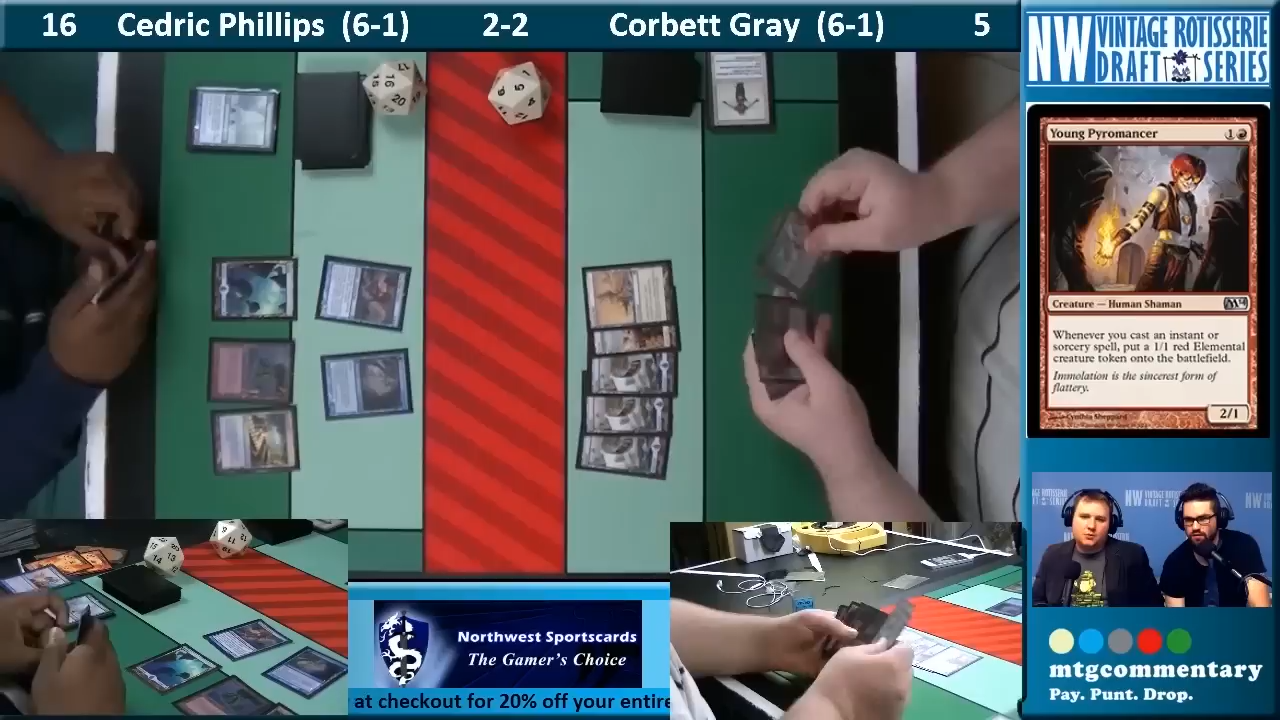 16 Cedric Phillips (6-1) 2-2 Corbett Gray (6-1) 5
NW VINTAGE ROTISSERIE
DRAFT SERIES
Young Pyromancer 1
Creature — Human Shaman
Whenever you cast an instant or
sorcery spell, put a 1/1 red Elemental
creature token onto the battlefield.
Immolation is the sincerest form of
flattery.
Cynthia Sheppard
2/1
Northwest Sportscards
The Gamer's Choice
at checkout for 20% off your entire
mtgcommentary
Pay. Punt. Drop.